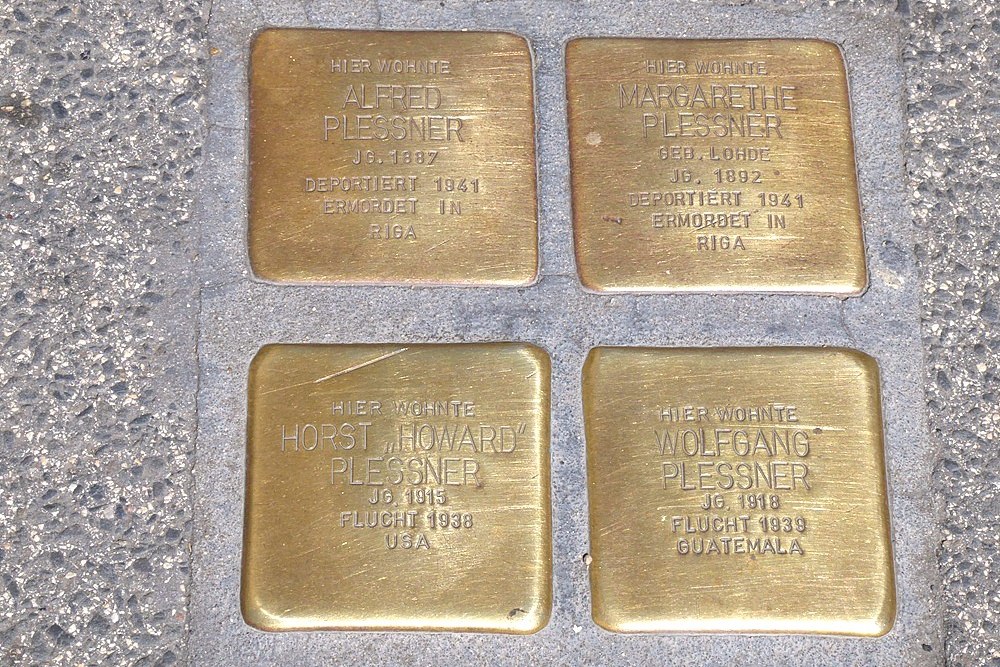 HIER WOHNTE
ALFRED
PLESSNER
JG. 1887
DEPORTIERT 1941
ERMORDET IN
RIGA
HIER WOHNTE
MARGARETHE
PLESSNER
GEB. LOHDE
JG. 1892
DEPORTIERT 1941
ERMORDET IN
RIGA
HIER WOHNTE
HORST „HOWARD“
PLESSNER
JG. 1915
FLUCHT 1938
USA
HIER WOHNTE
WOLFGANG
PLESSNER
JG. 1918
FLUCHT 1939
GUATEMALA